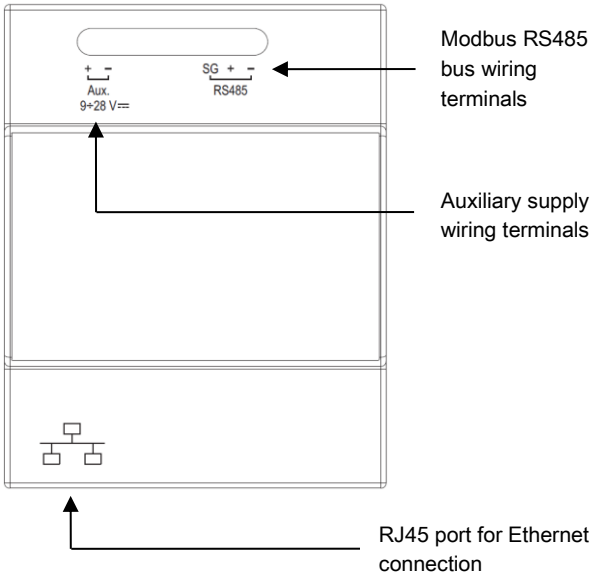 + −
Aux.
9÷28 V⎓
SG + −
RS485
Modbus RS485
bus wiring
terminals
Auxiliary supply
wiring terminals
RJ45 port for Ethernet
connection